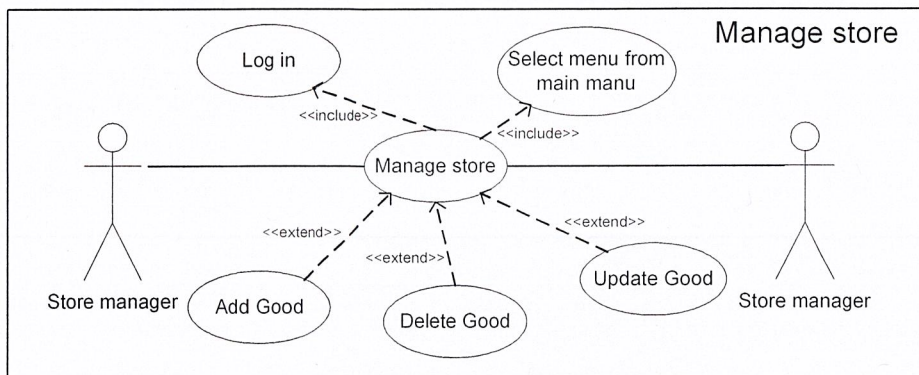 Manage store
Log in
Select menu from
main manu
<<include>>
<<include>>
Manage store
<<extend>>
<<extend>>
<<extend>>
Store manager
Add Good
Delete Good
Update Good
Store manager